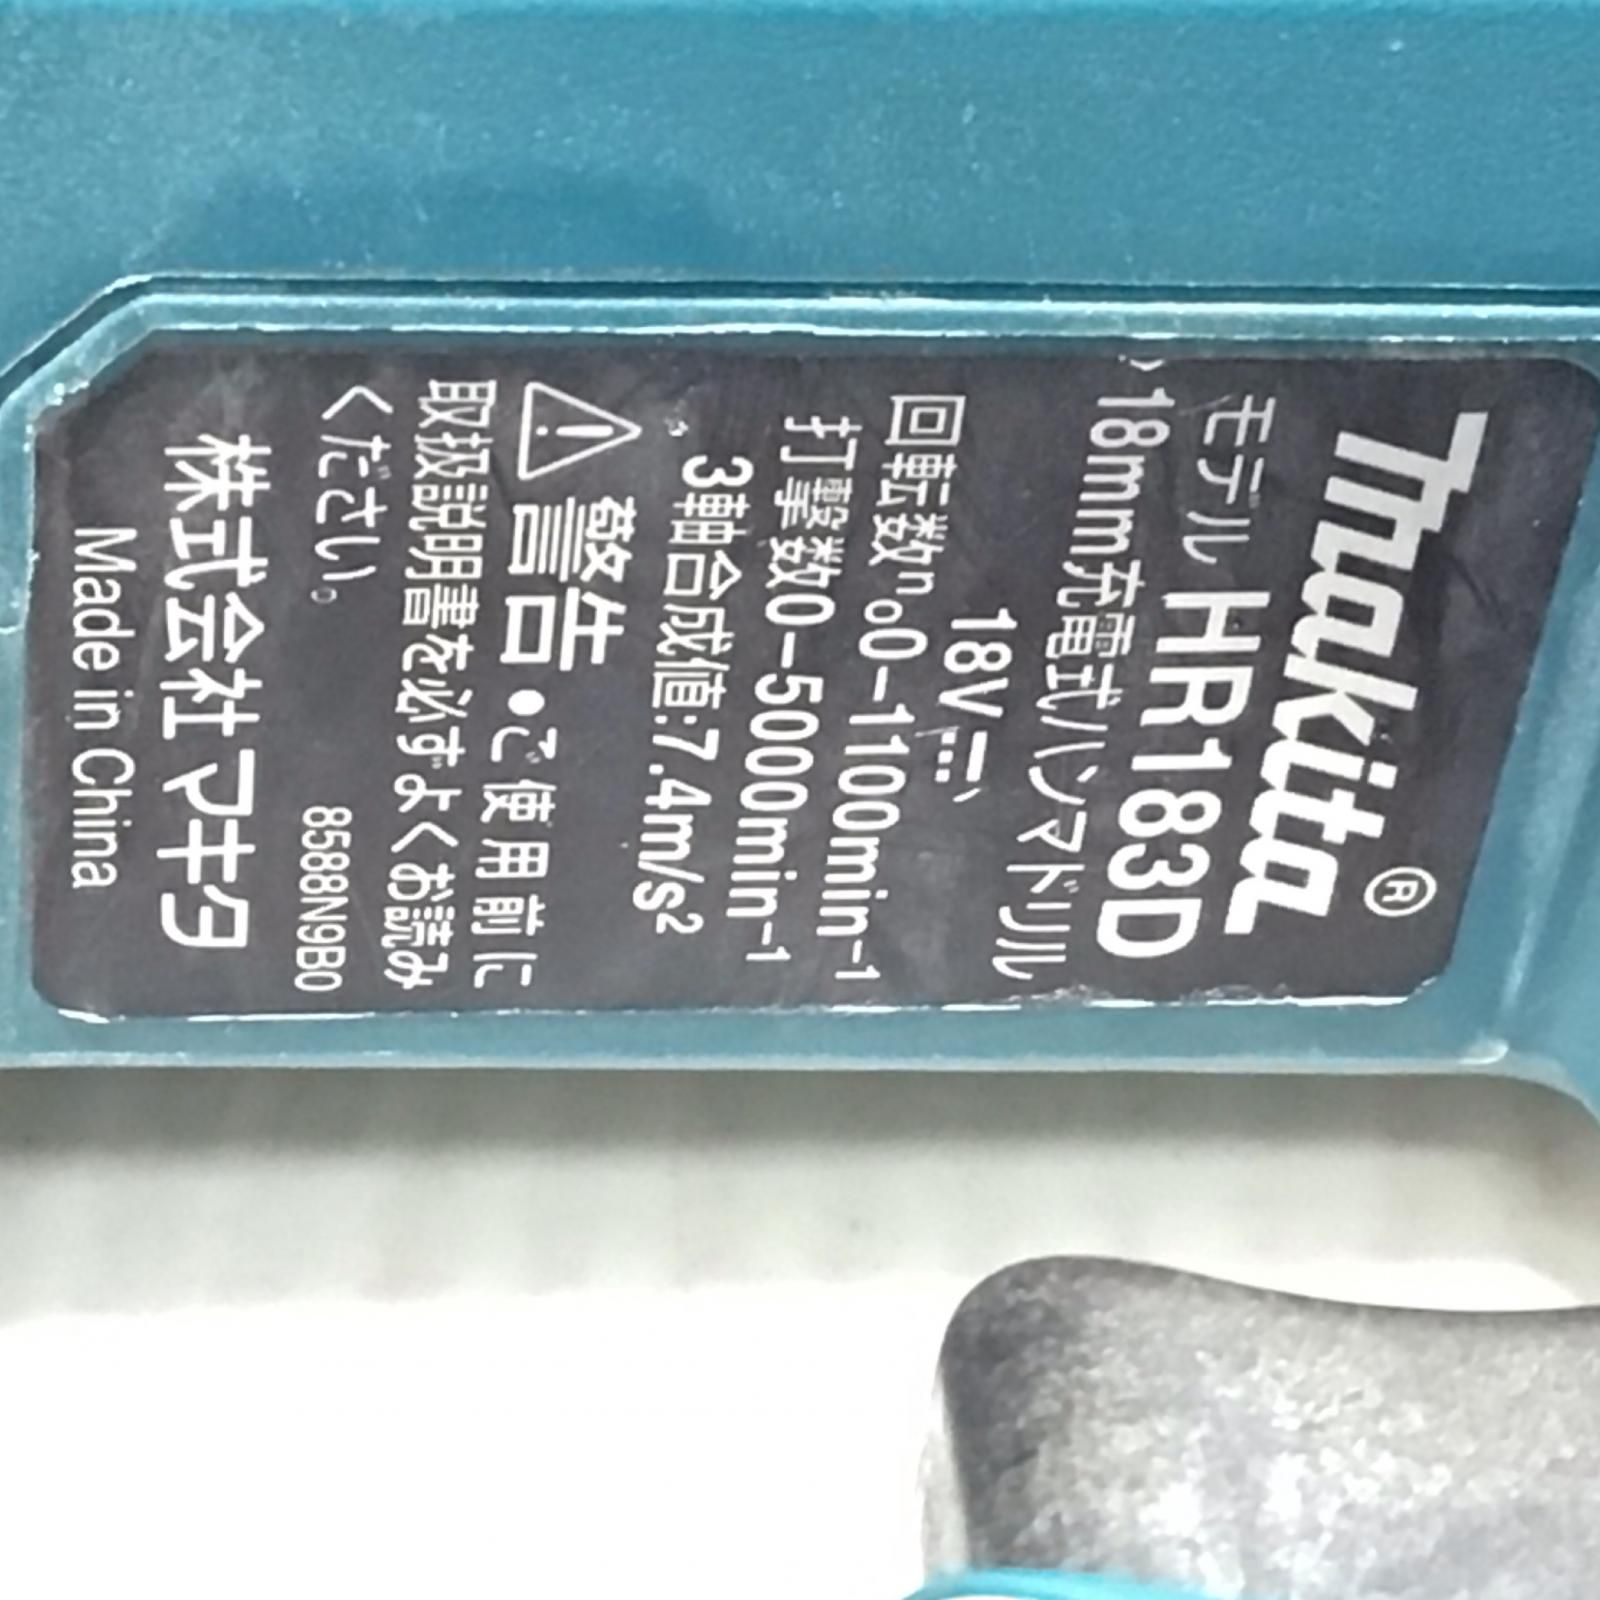 makita®
モデル HR183D
18mm充電式ハンマドリル
18V
回転数n₀0-1100min⁻¹
打撃数0-5000min⁻¹
3軸合成値:7.4m/s²
警告・ご使用前に
取扱説明書を必ずよくお読み
ください。
8588N9B0
株式会社マキタ
Made in China